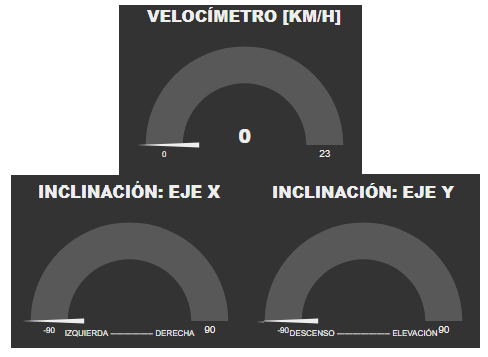 VELOCÍMETRO [KM/H]
0
0
23
INCLINACIÓN: EJE X
-90
IZQUIERDA ---------------- DERECHA
90
INCLINACIÓN: EJE Y
-90
DESCENSO ------------------- ELEVACIÓN
90